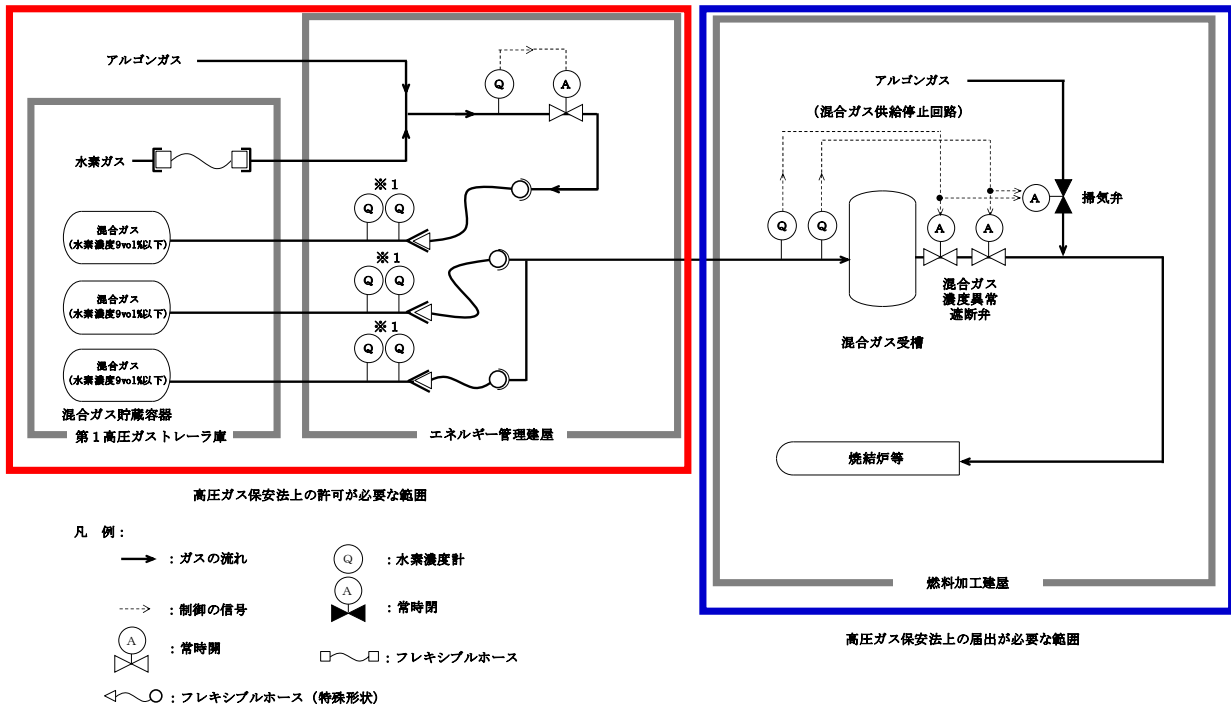 アルゴンガス
Q
A
水素ガス
※1
Q Q
混合ガス
(水素濃度9vol%以下)
※1
Q Q
混合ガス
(水素濃度9vol%以下)
※1
Q Q
混合ガス
(水素濃度9vol%以下)
混合ガス貯蔵容器
第1高圧ガストレーラ庫
エネルギー管理建屋
高圧ガス保安法上の許可が必要な範囲
アルゴンガス
(混合ガス供給停止回路)
A
掃気弁
Q Q
A A
混合ガス
濃度異常
遮断弁
混合ガス受槽
焼結炉等
燃料加工建屋
高圧ガス保安法上の届出が必要な範囲
凡 例:
:ガスの流れ
Q
:水素濃度計
:制御の信号
A
:常時閉
A
:常時開
:フレキシブルホース
:フレキシブルホース(特殊形状)